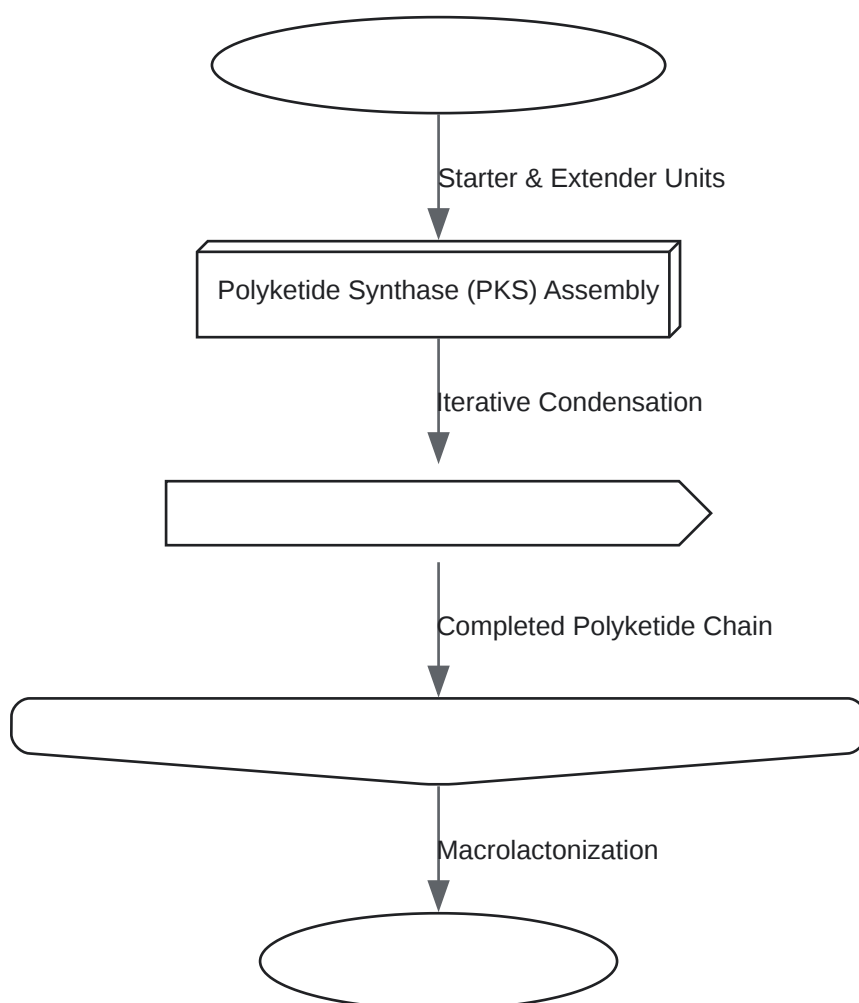 Starter & Extender Units
Polyketide Synthase (PKS) Assembly
Iterative Condensation
Completed Polyketide Chain
Macrolactonization